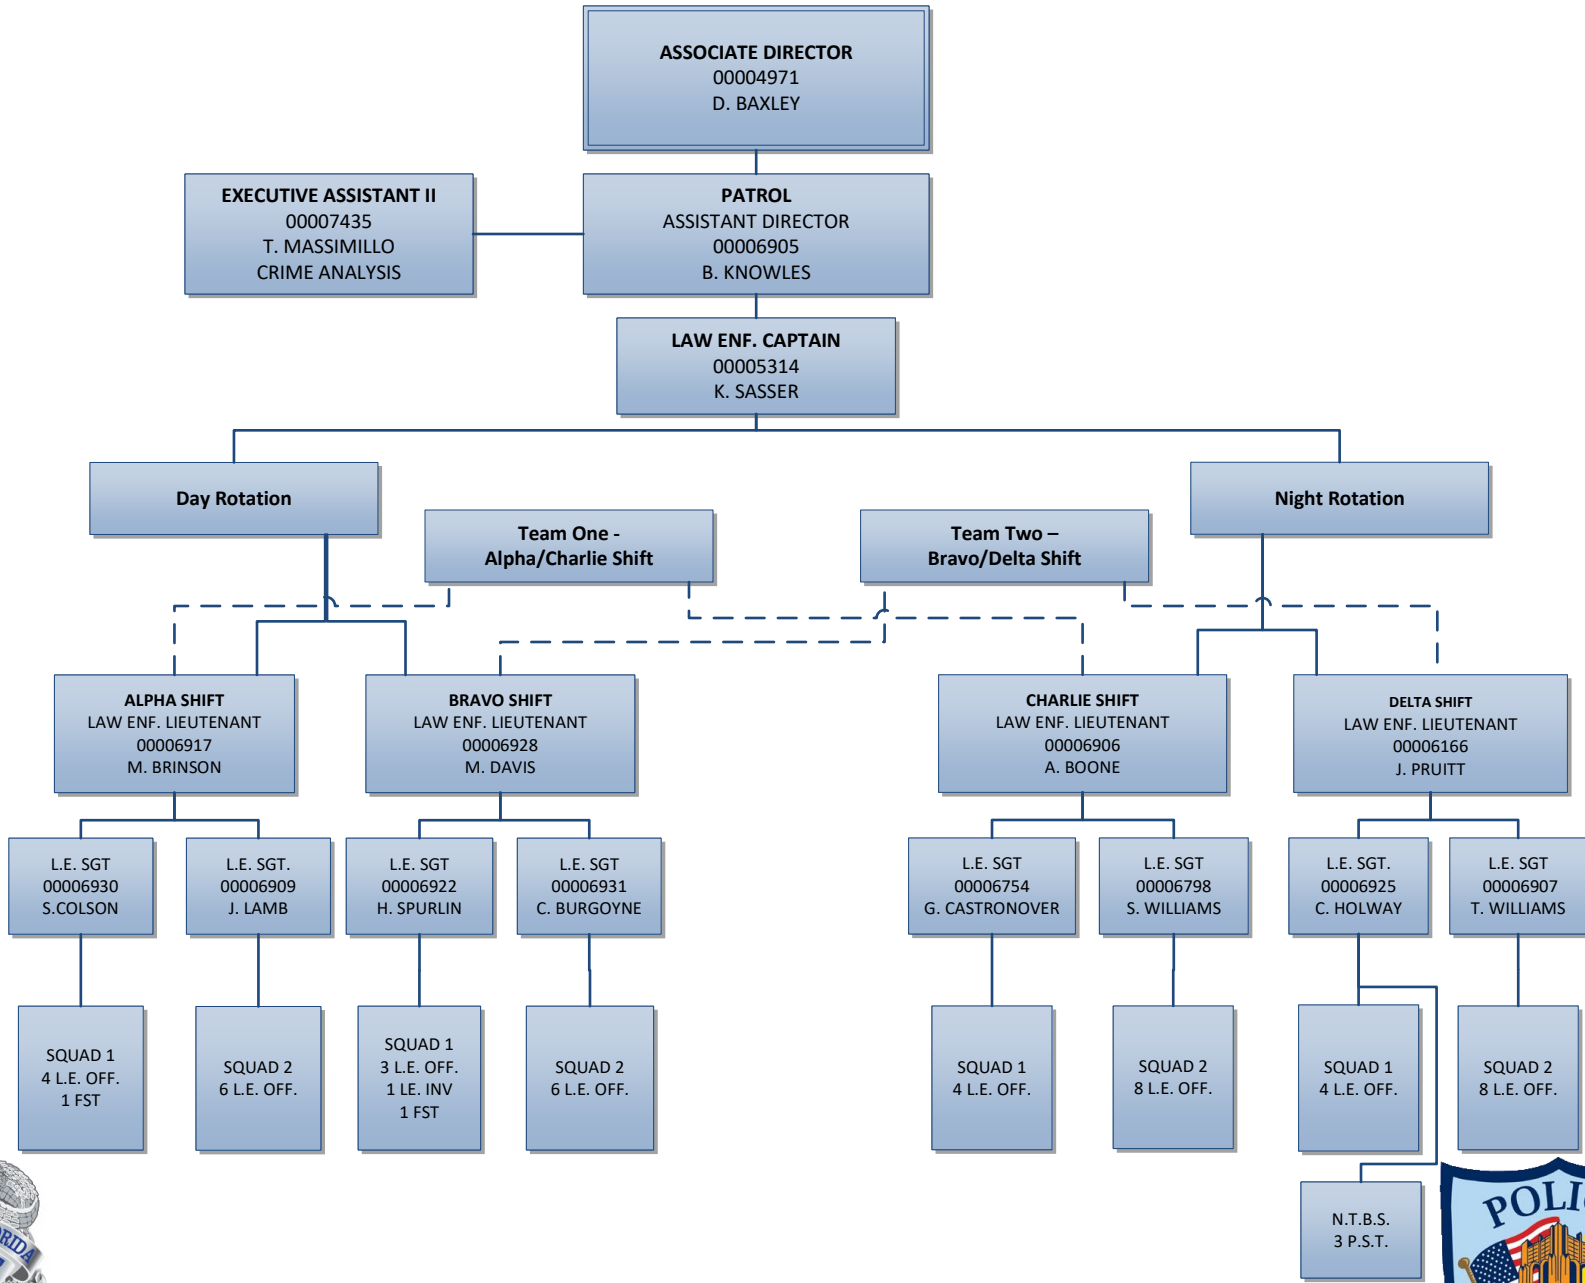 ASSOCIATE DIRECTOR
00004971
D. BAXLEY
EXECUTIVE ASSISTANT II
00007435
T. MASSIMILLO
CRIME ANALYSIS
PATROL
ASSISTANT DIRECTOR
00006905
B. KNOWLES
LAW ENF. CAPTAIN
00005314
K. SASSER
Day Rotation
Night Rotation
Team One -
Alpha/Charlie Shift
Team Two –
Bravo/Delta Shift
ALPHA SHIFT
LAW ENF. LIEUTENANT
00006917
M. BRINSON
BRAVO SHIFT
LAW ENF. LIEUTENANT
00006928
M. DAVIS
CHARLIE SHIFT
LAW ENF. LIEUTENANT
00006906
A. BOONE
DELTA SHIFT
LAW ENF. LIEUTENANT
00006166
J. PRUITT
L.E. SGT
00006930
S.COLSON
L.E. SGT.
00006909
J. LAMB
L.E. SGT
00006922
H. SPURLIN
L.E. SGT
00006931
C. BURGOYNE
L.E. SGT
00006754
G. CASTRONOVER
L.E. SGT
00006798
S. WILLIAMS
L.E. SGT.
00006925
C. HOLWAY
L.E. SGT
00006907
T. WILLIAMS
SQUAD 1
4 L.E. OFF.
1 FST
SQUAD 2
6 L.E. OFF.
SQUAD 1
3 L.E. OFF.
1 LE. INV
1 FST
SQUAD 2
6 L.E. OFF.
SQUAD 1
4 L.E. OFF.
SQUAD 2
8 L.E. OFF.
SQUAD 1
4 L.E. OFF.
SQUAD 2
8 L.E. OFF.
N.T.B.S.
3 P.S.T.